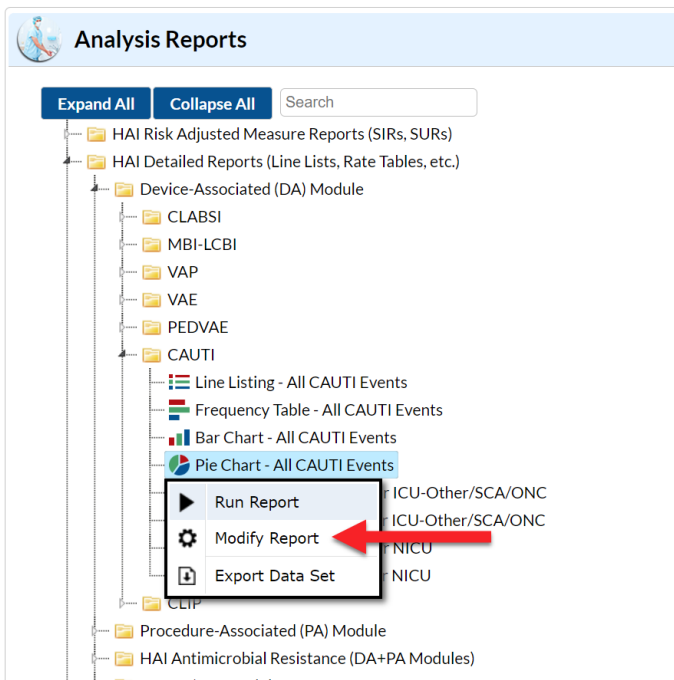 Analysis Reports
Expand All Collapse All Search
HAI Risk Adjusted Measure Reports (SIRs, SURs)
HAI Detailed Reports (Line Lists, Rate Tables, etc.)
Device-Associated (DA) Module
CLABSI
MBI-LCBI
VAP
VAE
PEDVAE
CAUTI
Line Listing - All CAUTI Events
Frequency Table - All CAUTI Events
Bar Chart - All CAUTI Events
Pie Chart - All CAUTI Events
Run Report ICU-Other/SCA/ONC
ICU-Other/SCA/ONC
Modify Report NICU
Export Data Set NICU
CLIP
Procedure-Associated (PA) Module
HAI Antimicrobial Resistance (DA+PA Modules)